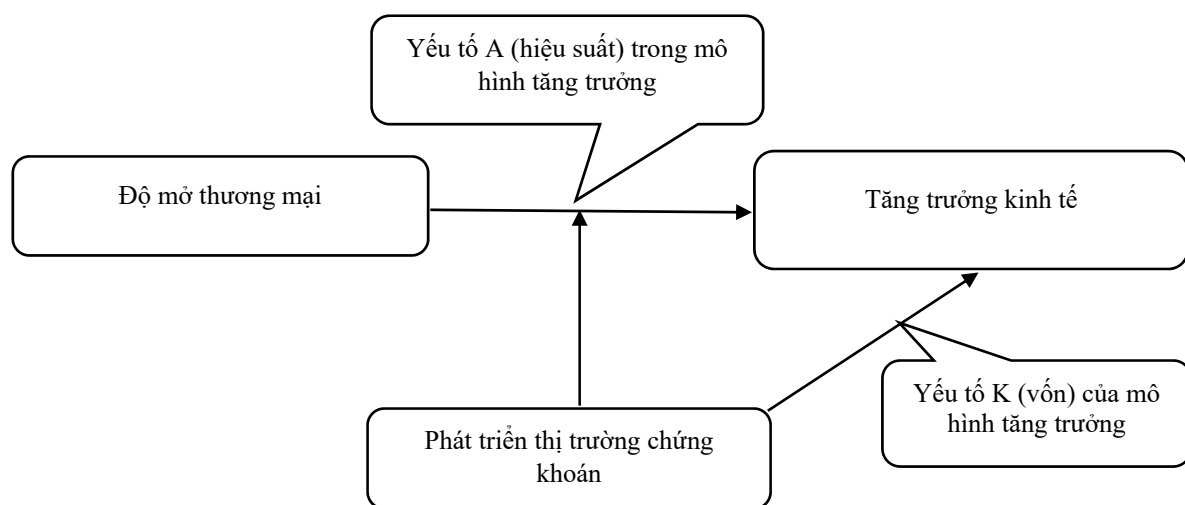 Yếu tố A (hiệu suất) trong mô
hình tăng trưởng
Độ mở thương mại
Tăng trưởng kinh tế
Yếu tố K (vốn) của mô
hình tăng trưởng
Phát triển thị trường chứng
khoán